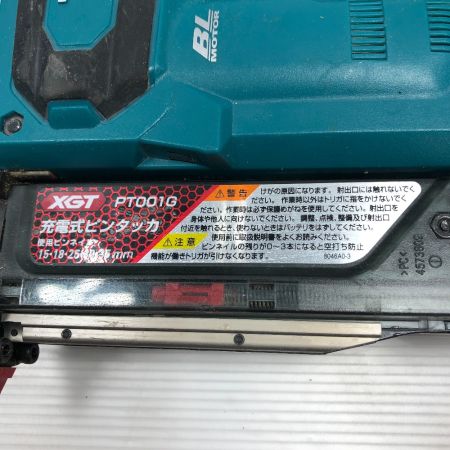 BL
MOTOR
XGT PT001G
充電式ピンタッカ
使用ピンネイル
15・18・25 mm
⚠警告 けがの原因になります。射出口には触れないでく
ださい。作業時以外はトリガに指をかけないでく
ださい。作業時は必ず保護めがねを使用してください。射出口を
身体や他人に向けないでください。調整、点検、整備及び射出口
付近を触れるとき、使わないときはバッテリをはずしてください。
⚠注意 使用前に取扱説明書をよくお読みください。
ピンネイルの残りが0~3本になると空打ち防止
機能が働きトリガが引けなくなります。
8046A0-3
>PC<